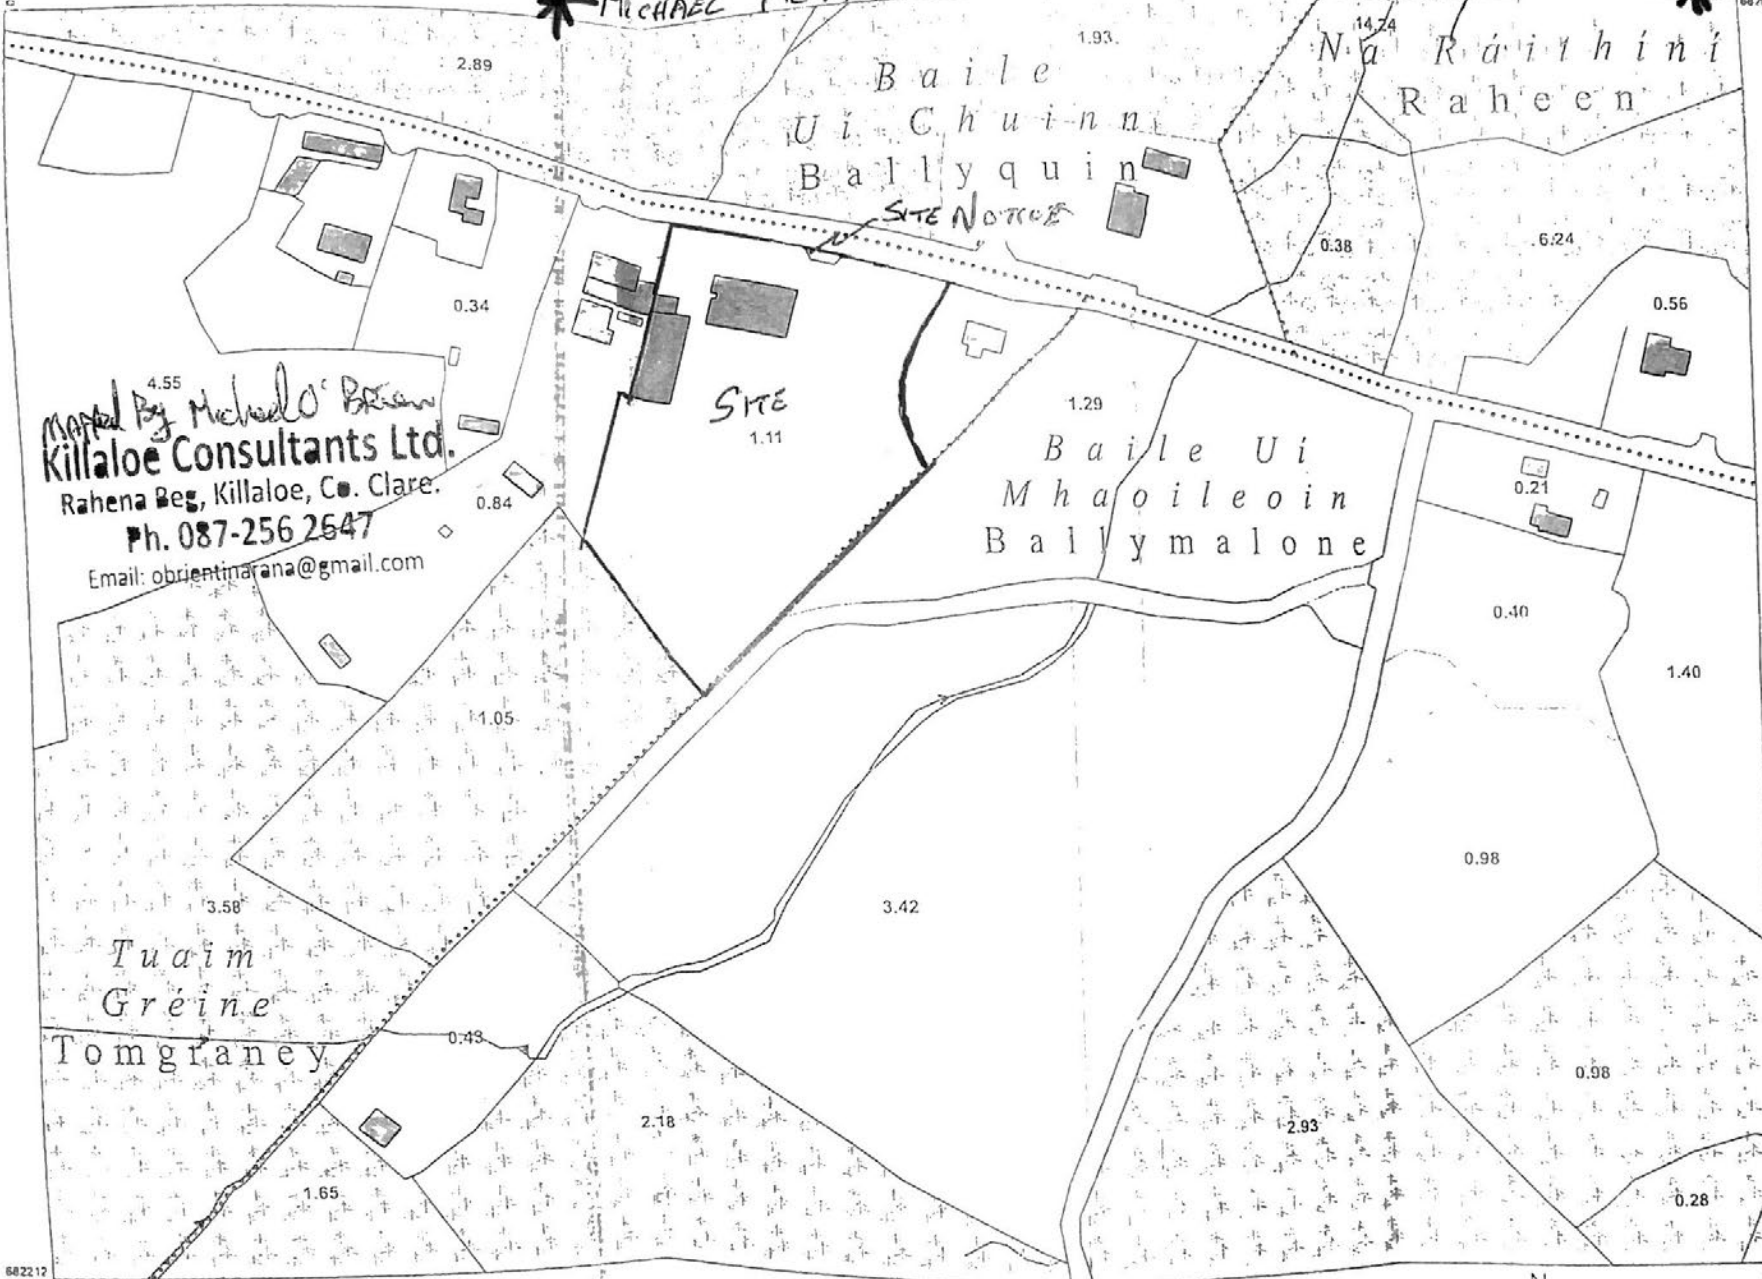 MICHAEL
14.24
1.93
2.89
Na Ráithíní
Raheen
Baile
Uí Chuinn
Ballyquin
SITE NOTICE
0.38
6.24
0.56
0.34
4.55
Mapped By Michael O'Brien
Killaloe Consultants Ltd.
Rahena Beg, Killaloe, Co. Clare.
Ph. 087-256 2647
Email: obrientinarana@gmail.com
SITE
1.11
1.29
Baile Uí
Mhaoileoin
Ballymalone
0.84
0.21
0.40
1.40
1.05
0.98
3.58
3.42
Tuaim
Gréine
Tomgraney
0.43
0.98
2.18
2.93
1.65
0.28
682212
N